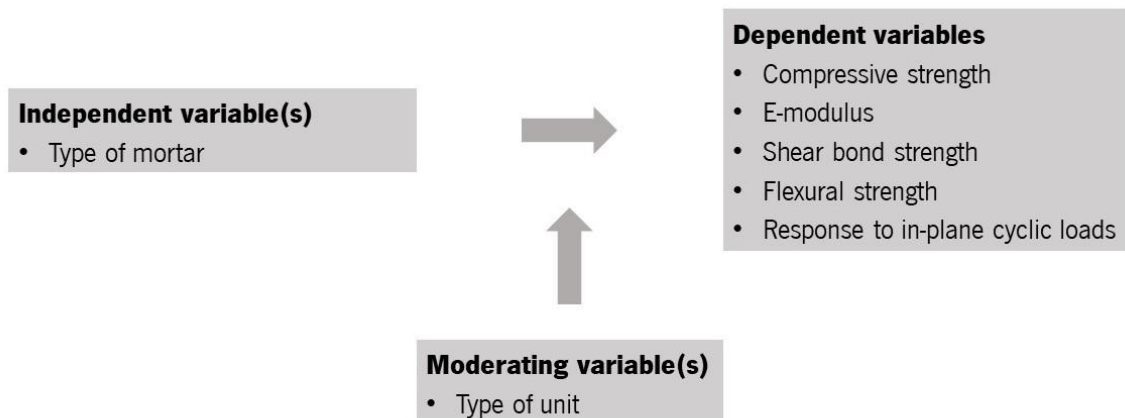 Independent variable(s)
• Type of mortar
Dependent variables
• Compressive strength
• E-modulus
• Shear bond strength
• Flexural strength
• Response to in-plane cyclic loads
Moderating variable(s)
• Type of unit